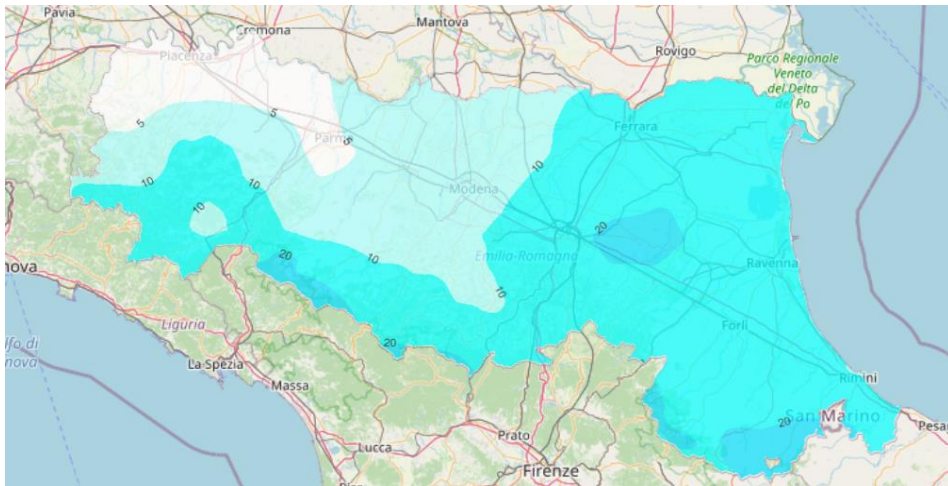 Pavia
Cremona
Mantova
Rovigo
Piacenza
Parco Regionale
Veneto
del Delta
del Po
5
5
5
Parma
Ferrara
10
10
10
10
Modena
10
20
Emilia-Romagna
Ravenna
20
10
10
nova
Liguria
Forlì
20
La Spezia
Massa
Rimini
20
San Marino
Lucca
Prato
Firenze